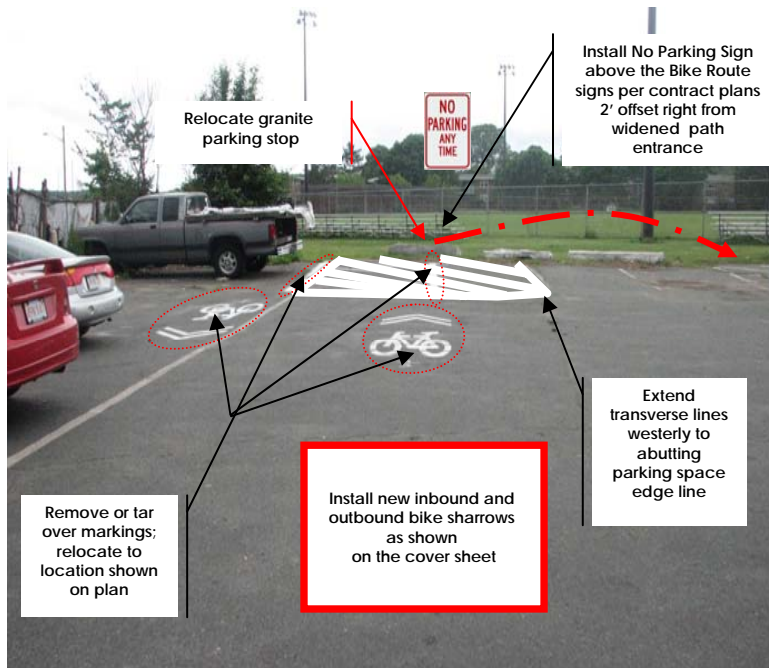 Install No Parking Sign
above the Bike Route
signs per contract plans
2' offset right from
widened path
entrance
Relocate granite
parking stop
NO
PARKING
ANY
TIME
Extend
transverse lines
westerly to
abutting
parking space
edge line
Remove or tar
over markings;
relocate to
location shown
on plan
Install new inbound and
outbound bike sharrows
as shown
on the cover sheet